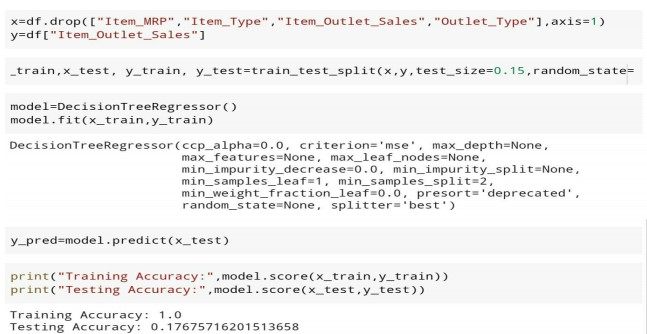 x=df.drop(["Item_MRP","Item_Type","Item_Outlet_Sales","Outlet_Type"],axis=1)
y=df["Item_Outlet_Sales"]
_train,x_test, y_train, y_test=train_test_split(x,y,test_size=0.15,random_state=
model=DecisionTreeRegressor()
model.fit(x_train,y_train)
DecisionTreeRegressor(ccp_alpha=0.0, criterion='mse', max_depth=None,
max_features=None, max_leaf_nodes=None,
min_impurity_decrease=0.0, min_impurity_split=None,
min_samples_leaf=1, min_samples_split=2,
min_weight_fraction_leaf=0.0, presort='deprecated',
random_state=None, splitter='best')
y_pred=model.predict(x_test)
print("Training Accuracy:",model.score(x_train,y_train))
print("Testing Accuracy:",model.score(x_test,y_test))
Training Accuracy: 1.0
Testing Accuracy: 0.17675716201513658